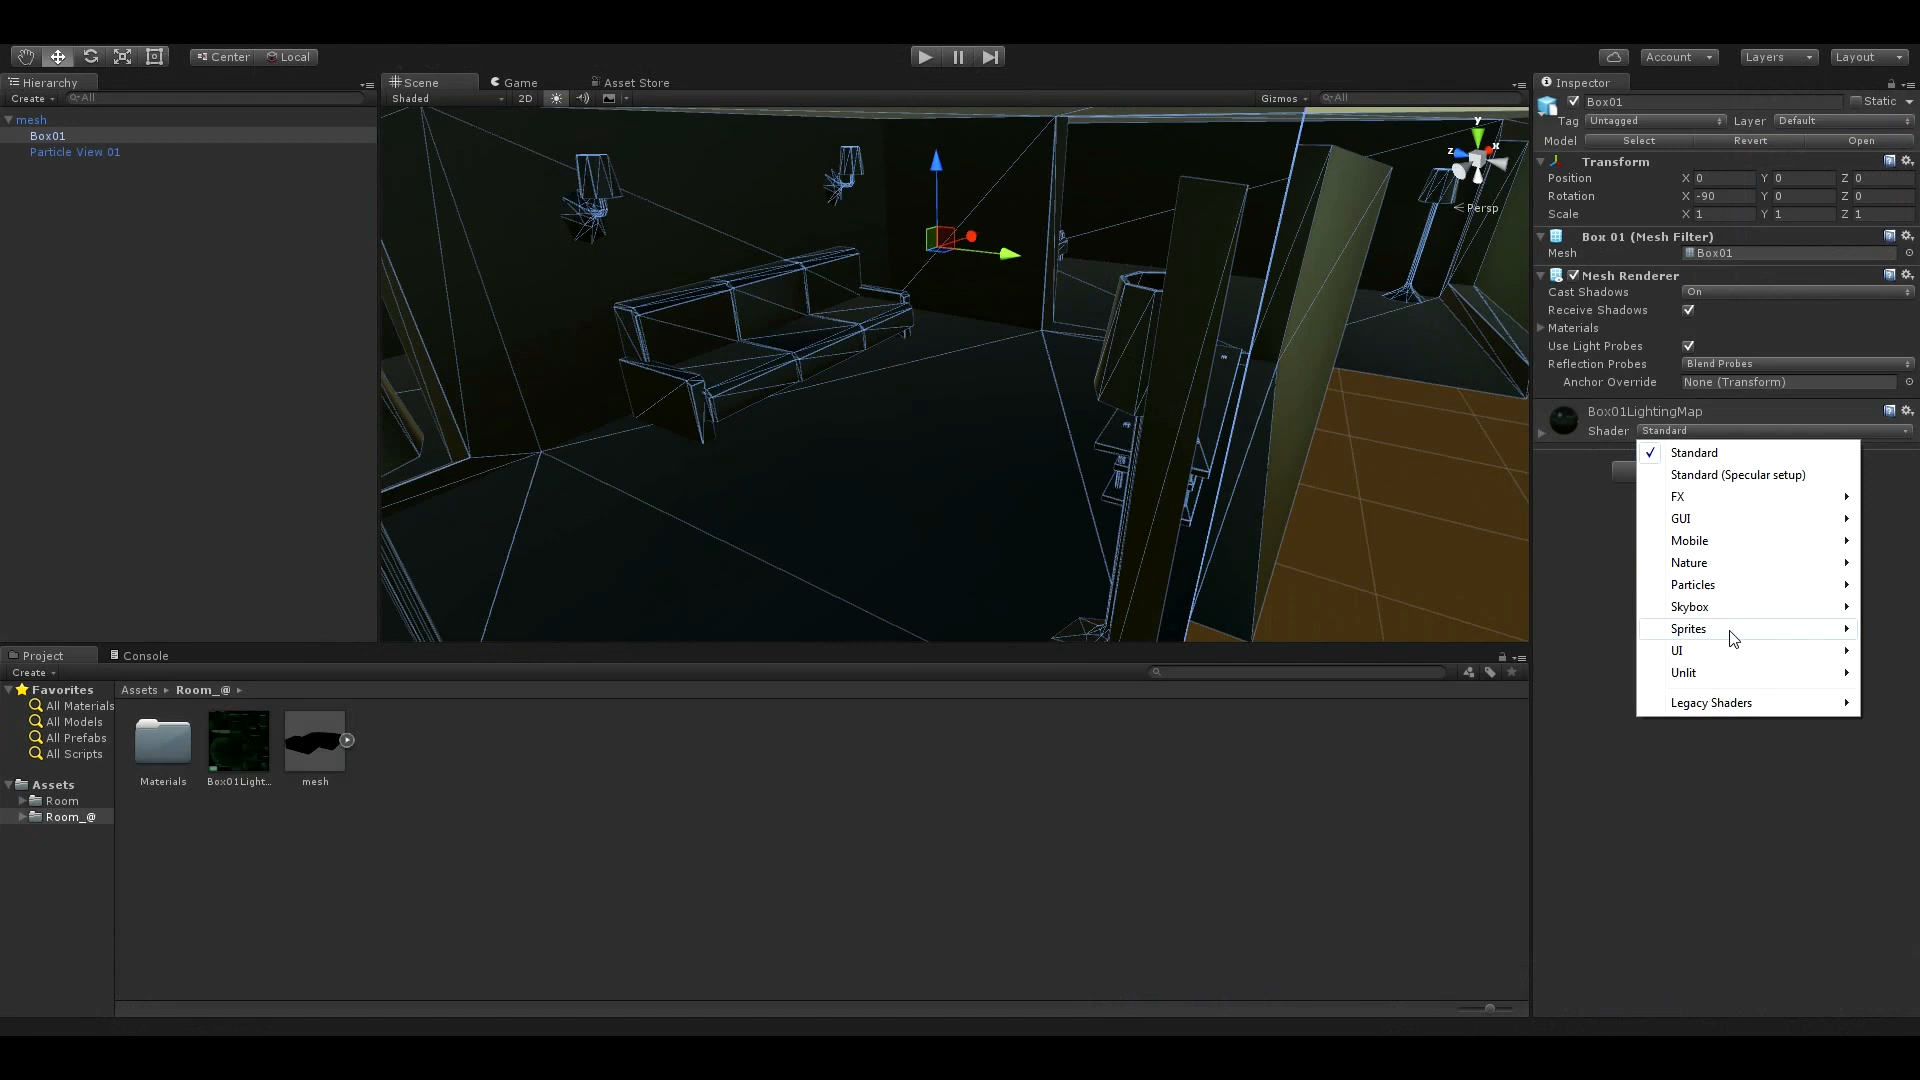 Center Local
Account Layers Layout
Hierarchy
Create All
mesh
Box01
Particle View 01
Scene Game Asset Store
Shaded 2D Gizmos All
y
x
z
Persp
Inspector
Box01 Static
Tag Untagged Layer Default
Model Select Revert Open
Transform
Position X 0 Y 0 Z 0
Rotation X -90 Y 0 Z 0
Scale X 1 Y 1 Z 1
Box 01 (Mesh Filter)
Mesh Box01
Mesh Renderer
Cast Shadows On
Receive Shadows
Materials
Use Light Probes
Reflection Probes Blend Probes
Anchor Override None (Transform)
Box01LightingMap
Shader Standard
Standard
Standard (Specular setup)
FX
GUI
Mobile
Nature
Particles
Skybox
Sprites
UI
Unlit
Legacy Shaders
Project Console
Create
Favorites
All Materials
All Models
All Prefabs
All Scripts
Assets
Room
Room_@
Assets Room_@
Materials Box01Light... mesh